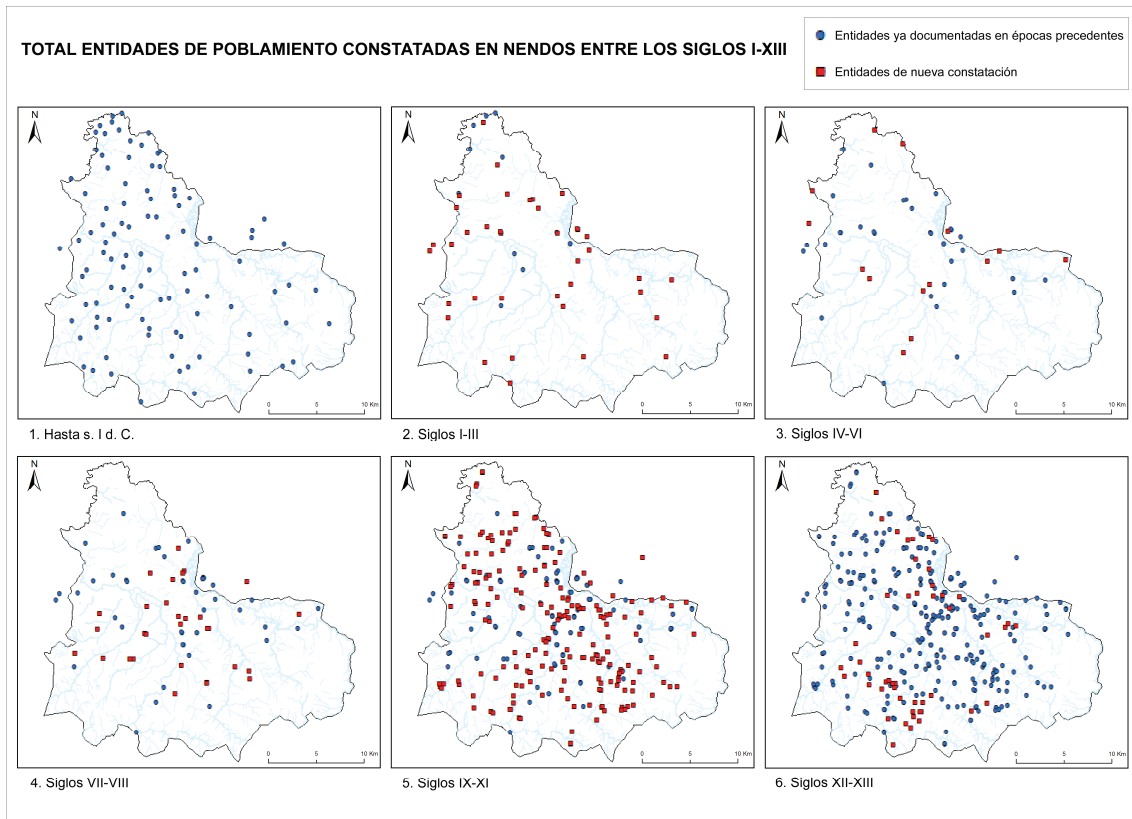 TOTAL ENTIDADES DE POBLAMIENTO CONSTATADAS EN NENDOS ENTRE LOS SIGLOS I-XIII
Entidades ya documentadas en épocas precedentes
Entidades de nueva constatación
N
0 5 10 Km
1. Hasta s. I d. C.
N
0 5 10 Km
2. Siglos I-III
N
0 5 10 Km
3. Siglos IV-VI
N
0 5 10 Km
4. Siglos VII-VIII
N
0 5 10 Km
5. Siglos IX-XI
N
0 5 10 Km
6. Siglos XII-XIII